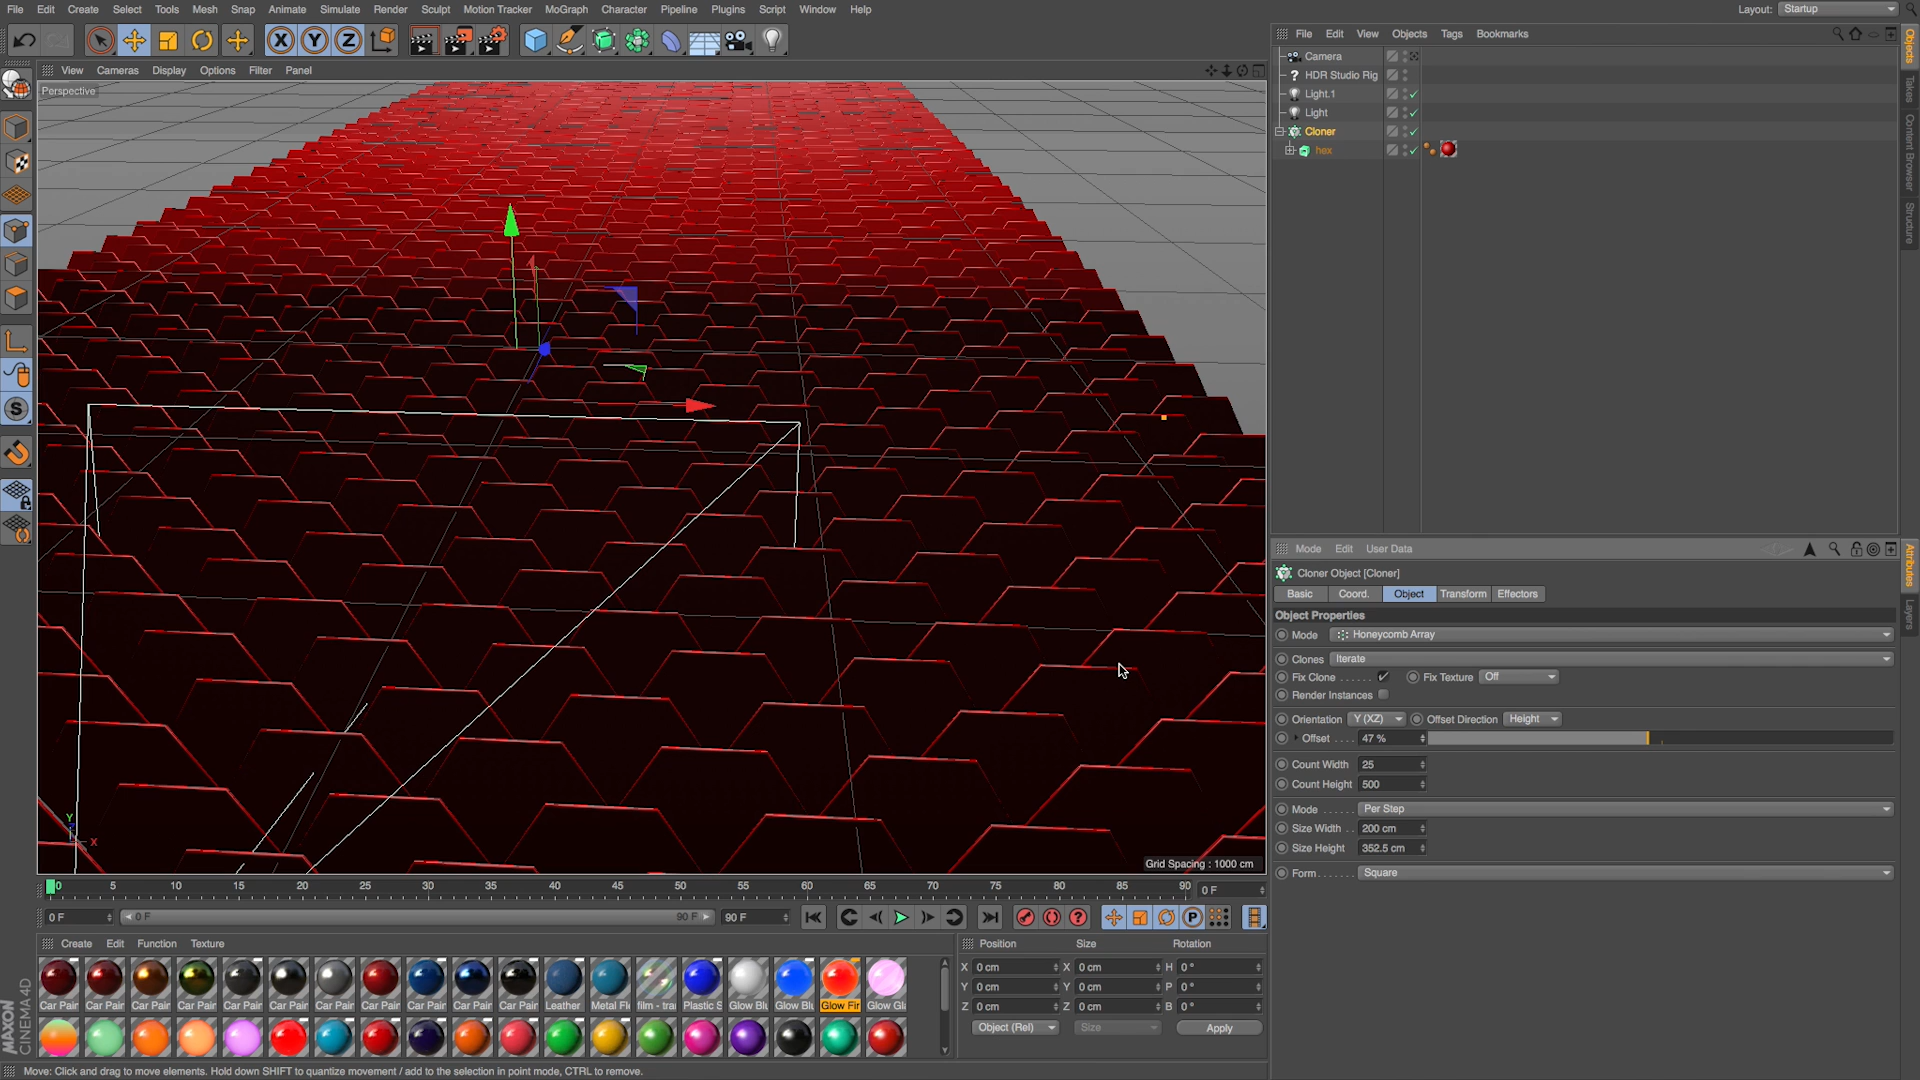 File Edit Create Select Tools Mesh Snap Animate Simulate Render Sculpt Motion Tracker MoGraph Character Pipeline Plugins Script Window Help
Layout: Startup
View Cameras Display Options Filter Panel
Perspective
File Edit View Objects Tags Bookmarks
Camera
HDR Studio Rig
Light.1
Light
Cloner
hex
Objects
Takes
Content Browser
Structure
Mode Edit User Data
Cloner Object [Cloner]
Basic Coord. Object Transform Effectors
Object Properties
Mode Honeycomb Array
Clones Iterate
Fix Clone ...... Fix Texture Off
Render Instances
Orientation Y (XZ) Offset Direction Height
Offset .... 47 %
Count Width 25
Count Height 500
Mode ...... Per Step
Size Width .. 200 cm
Size Height 352.5 cm
Form...... Square
Attributes
Layers
Y
X
Grid Spacing : 1000 cm
0 5 10 15 20 25 30 35 40 45 50 55 60 65 70 75 80 85 90 0 F
0 F 0 F 90 F 90 F
P
Create Edit Function Texture
Car Pain Car Pain Car Pain Car Pain Car Pain Car Pain Car Pain Car Pain Car Pain Car Pain Car Pain Leather Metal Fl film - tra Plastic S Glow Blu Glow Blu Glow Fir Glow Gl
Position Size Rotation
X 0 cm X 0 cm H 0 °
Y 0 cm Y 0 cm P 0 °
Z 0 cm Z 0 cm B 0 °
Object (Rel) Size Apply
MAXON
CINEMA 4D
Move: Click and drag to move elements. Hold down SHIFT to quantize movement / add to the selection in point mode, CTRL to remove.